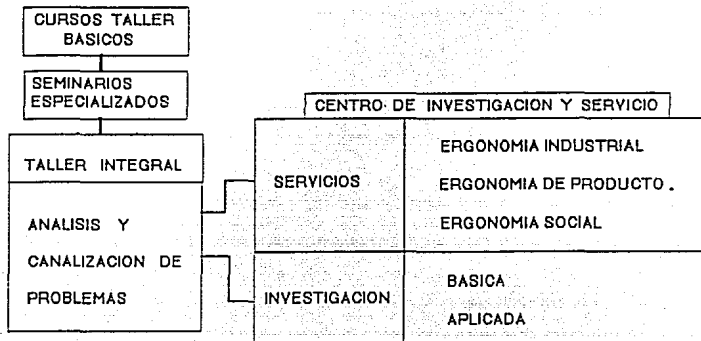 CURSOS TALLER
BASICOS
SEMINARIOS
ESPECIALIZADOS
TALLER INTEGRAL
ANALISIS Y
CANALIZACION DE
PROBLEMAS
CENTRO DE INVESTIGACION Y SERVICIO
SERVICIOS
ERGONOMIA INDUSTRIAL
ERGONOMIA DE PRODUCTO.
ERGONOMIA SOCIAL
INVESTIGACION
BASICA
APLICADA